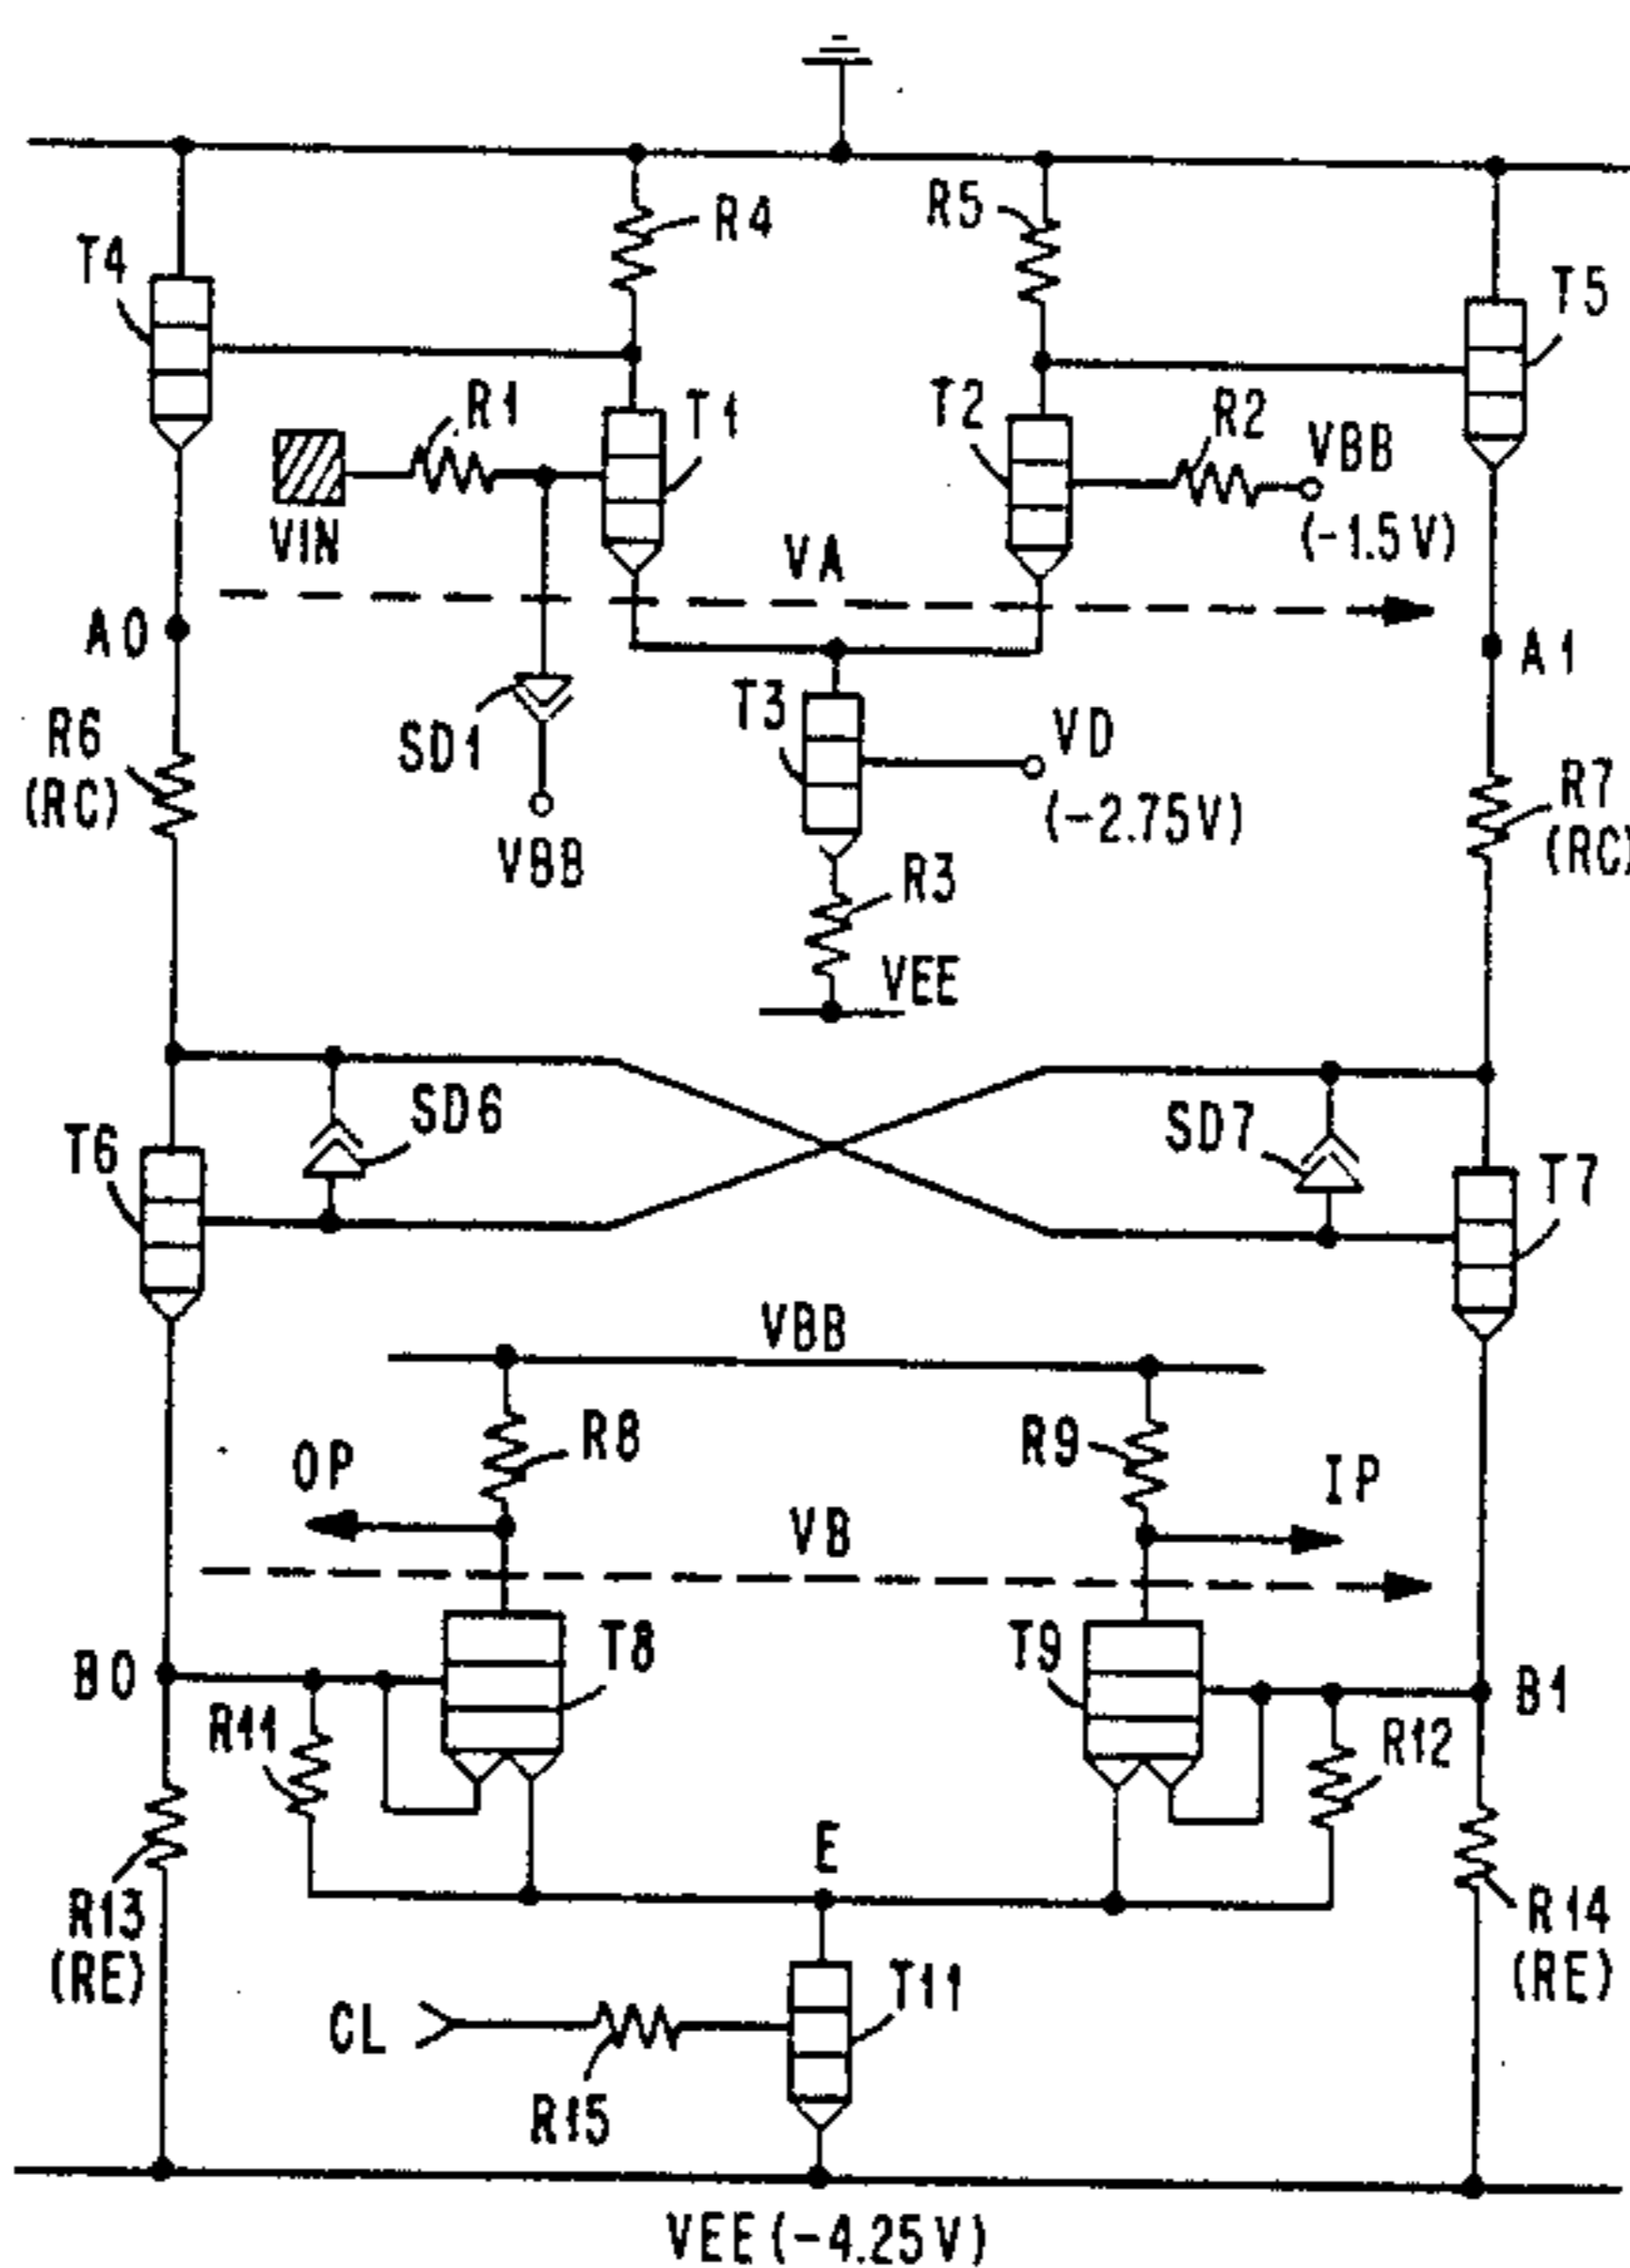 R4
R5
T4
T5
R1
T1
T2
R2
VBB
(-1.5V)
VIN
VA
A0
A1
T3
VD
(-2.75V)
SD1
VBB
R6
(RC)
R7
(RC)
R3
VEE
SD6
SD7
T6
T7
VBB
R8
R9
OP
IP
VB
T8
T9
B0
B1
R11
R12
E
R13
(RE)
R14
(RE)
T11
CL
R15
VEE (-4.25V)